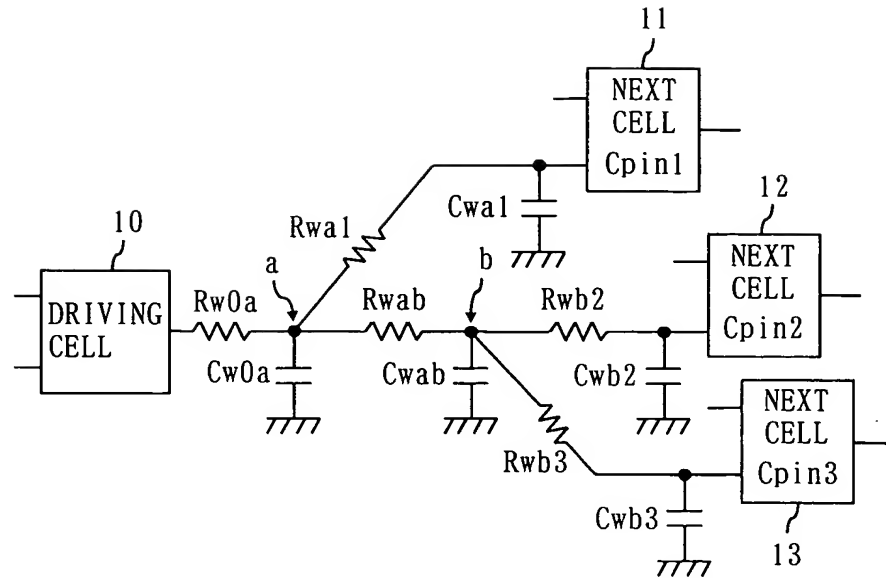 11
NEXT
CELL
Cpin1
Cwa1
Rwa1
12
NEXT
CELL
Cpin2
10
DRIVING
CELL
Rw0a
a
Cw0a
Rwab
b
Cwab
Rwb2
Cwb2
Rwb3
NEXT
CELL
Cpin3
Cwb3
13